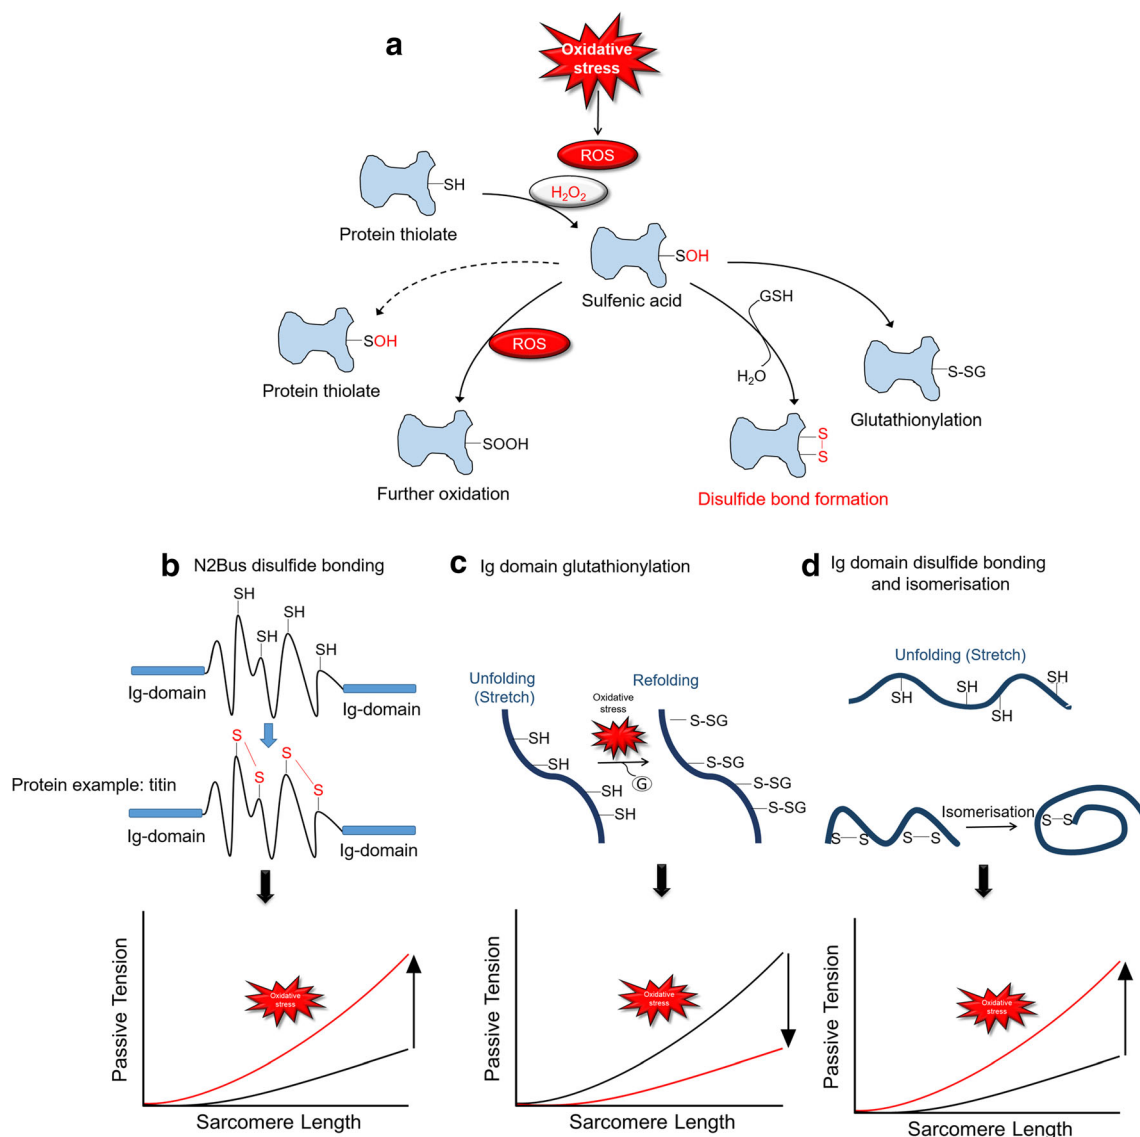 a
Oxidative
stress
ROS
H₂O₂
SH
Protein thiolate
SOH
Sulfenic acid
GSH
H₂O
SOH
Protein thiolate
ROS
SOOH
Further oxidation
S
S
Disulfide bond formation
S-SG
Glutathionylation
b N2Bus disulfide bonding
SH
SH
SH
SH
Ig-domain
Ig-domain
S
S
S
S
Protein example: titin
Ig-domain
Ig-domain
Passive Tension
Oxidative
stress
Sarcomere Length
c Ig domain glutathionylation
Unfolding
(Stretch)
Oxidative
stress
Refolding
SH
SH
SH
SH
G
S-SG
S-SG
S-SG
S-SG
Passive Tension
Oxidative
stress
Sarcomere Length
d Ig domain disulfide bonding
and isomerisation
Unfolding (Stretch)
SH
SH
SH
SH
S—S
S—S
Isomerisation
S—S
Passive Tension
Oxidative
stress
Sarcomere Length